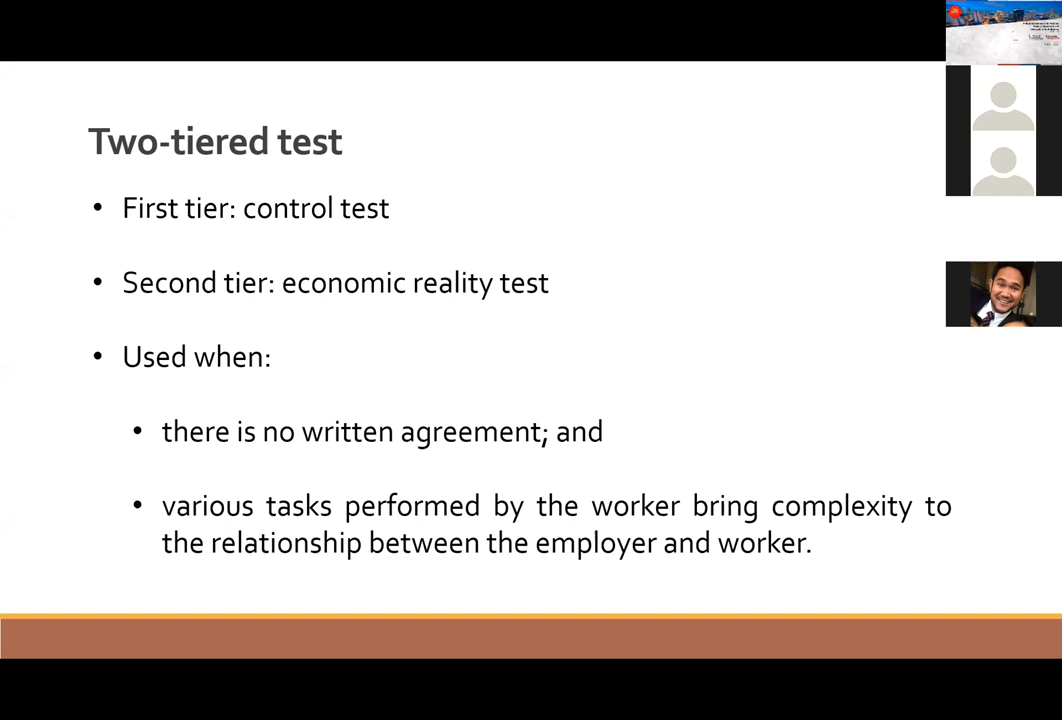 Two-tiered test
• First tier: control test
• Second tier: economic reality test
• Used when:
• there is no written agreement; and
• various tasks performed by the worker bring complexity to
the relationship between the employer and worker.